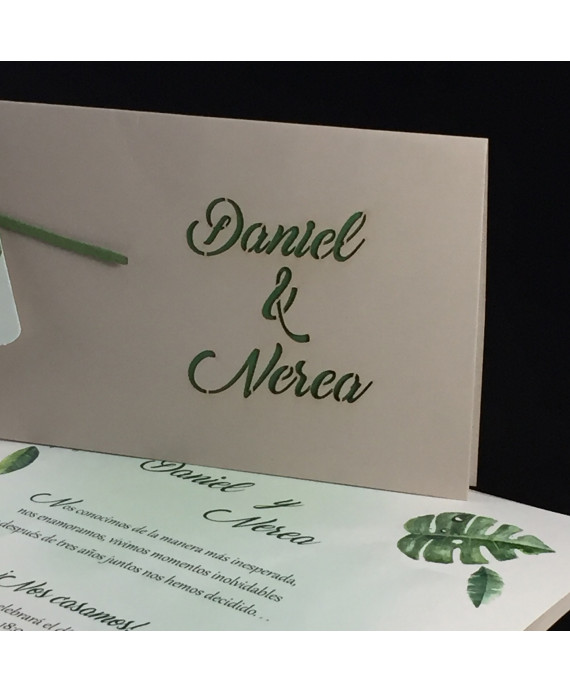 Daniel
&
Nerea
Daniel y
Nerea
Nos conocimos de la manera más inesperada,
nos enamoramos, vivimos momentos inolvidables
después de tres años juntos nos hemos decidido...
¡Nos casamos!